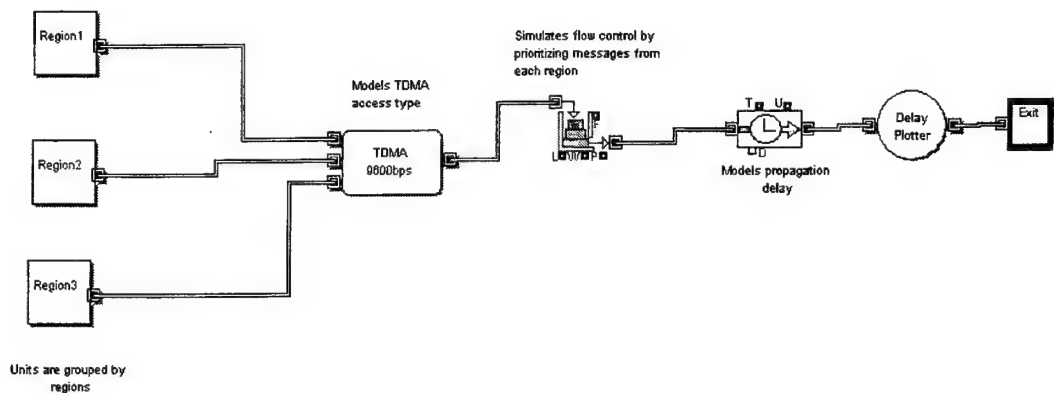 Region1
Simulates flow control by
prioritizing messages from
each region
Models TDMA
access type
TDMA
9600bps
Region2
F
L W P
T U
D
Models propagation
delay
Delay
Plotter
Exit
Region3
Units are grouped by
regions